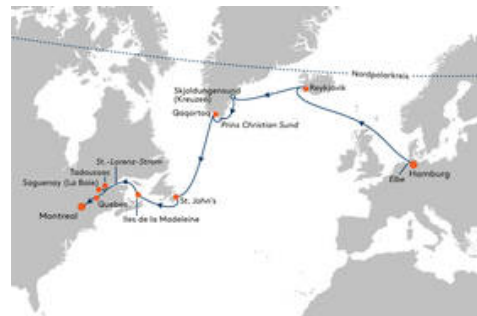 Nordpolarkreis
Skjoldungensund
(Kreuzen)
Reykjavik
Qaqortoq
Prins Christian Sund
St.-Lorenz-Strom
Tadoussac
Saguenay (La Baie)
Elbe
Hamburg
Quebec
St. John's
Montreal
Iles de la Madeleine